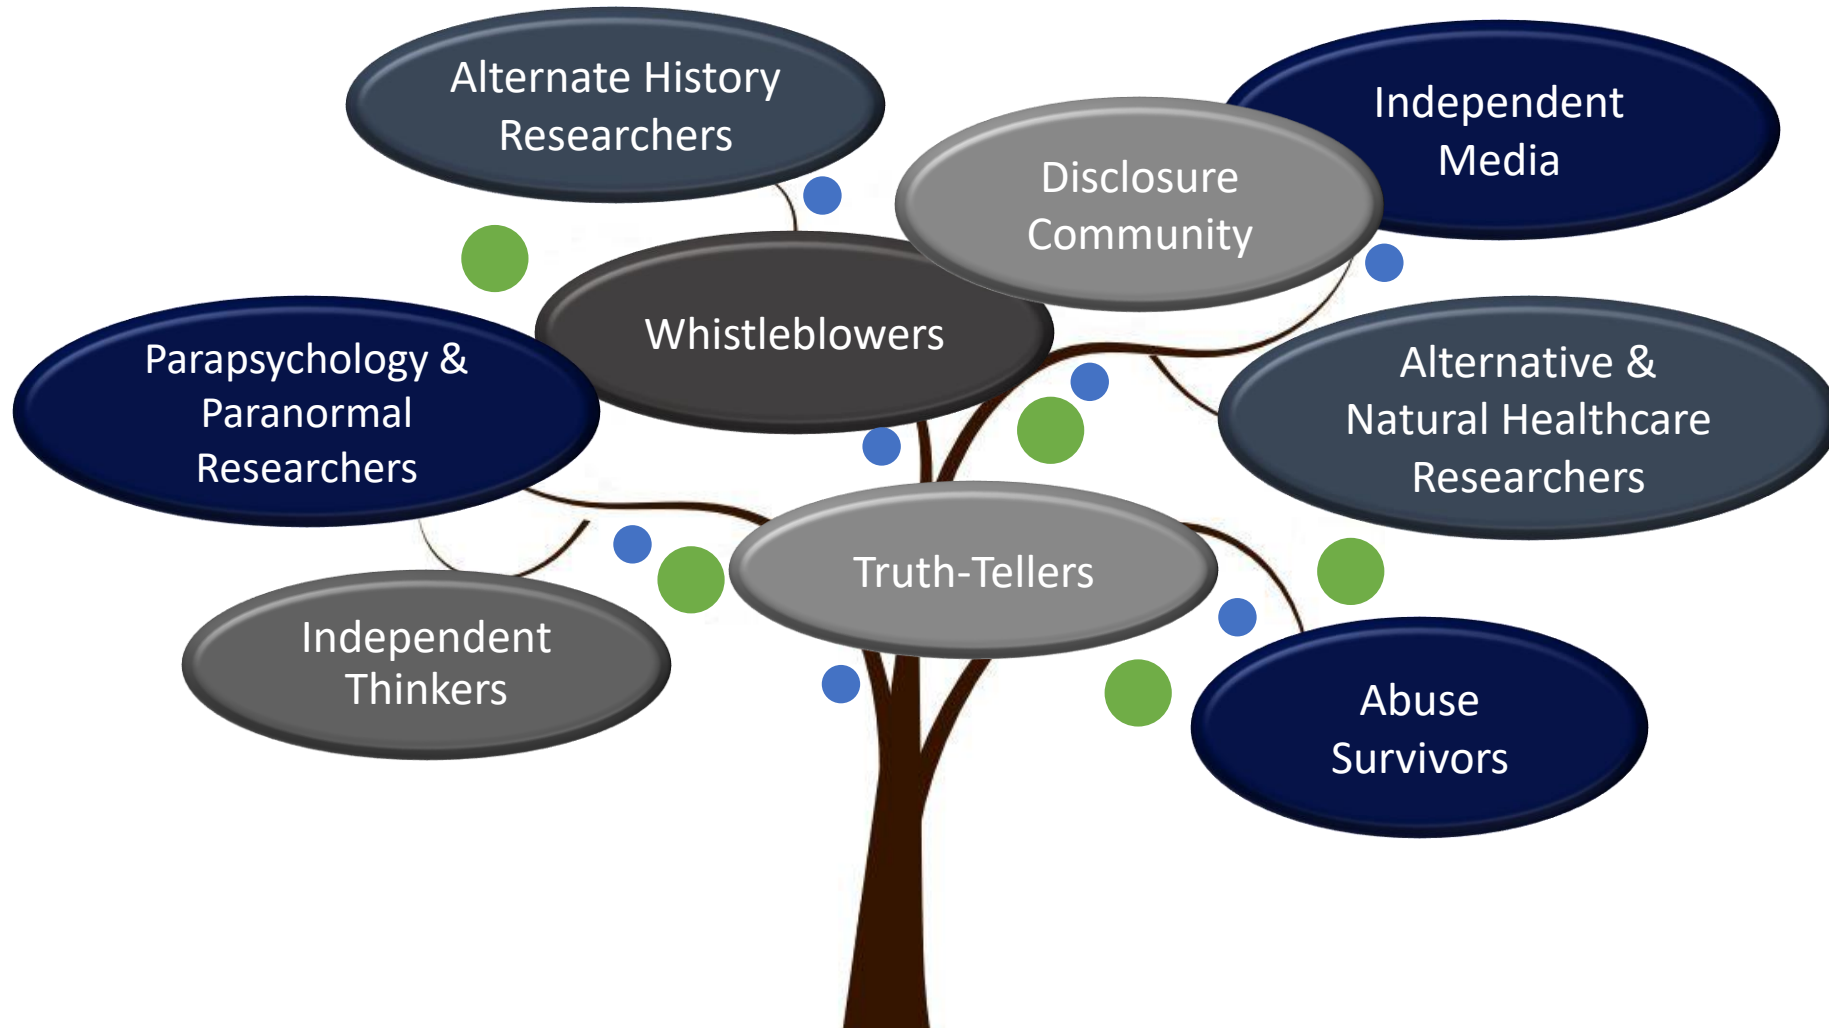 Alternate History
Researchers
Independent
Media
Disclosure
Community
Whistleblowers
Parapsychology &
Paranormal
Researchers
Alternative &
Natural Healthcare
Researchers
Truth-Tellers
Independent
Thinkers
Abuse
Survivors